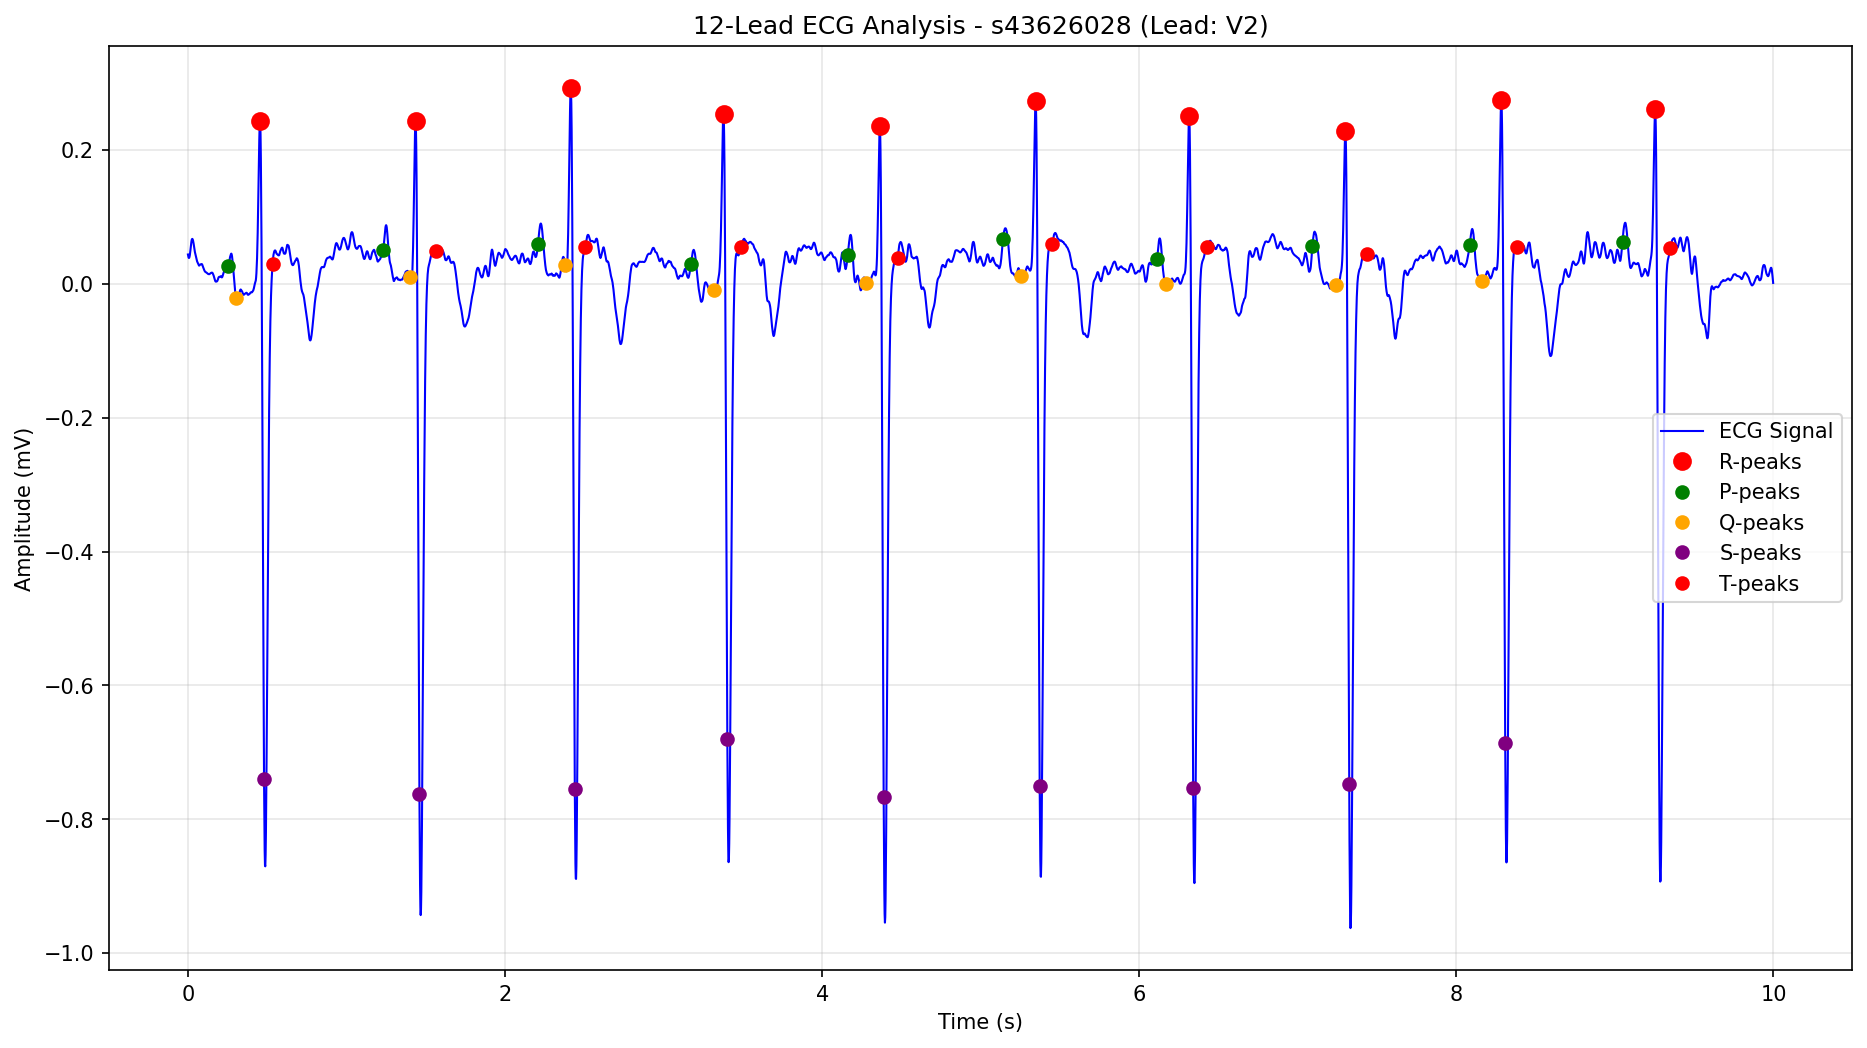 12-Lead ECG Analysis - s43626028 (Lead: V2)
Amplitude (mV)
0.2
0.0
−0.2
−0.4
−0.6
−0.8
−1.0
ECG Signal
R-peaks
P-peaks
Q-peaks
S-peaks
T-peaks
0 2 4 6 8 10
Time (s)